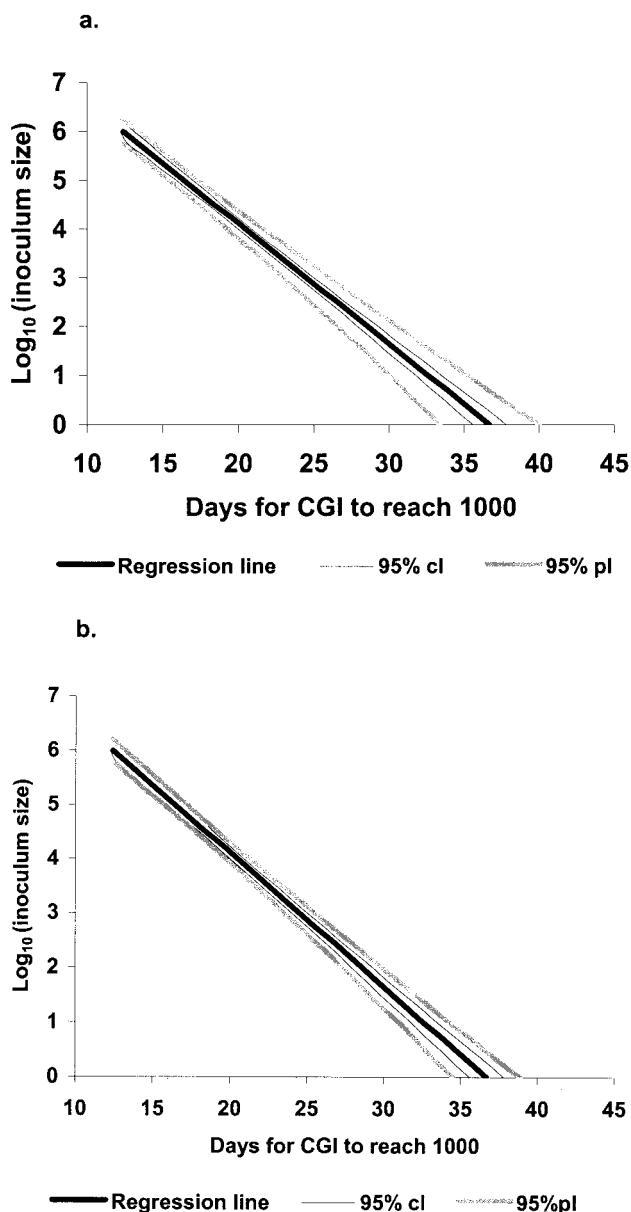 a.
7
6
5
4
3
2
1
0
Log₁₀ (inoculum size)
10 15 20 25 30 35 40 45
Days for CGI to reach 1000
Regression line 95% cl 95% pl
b.
7
6
5
4
3
2
1
0
Log₁₀ (inoculum size)
10 15 20 25 30 35 40 45
Days for CGI to reach 1000
Regression line 95% cl 95%pl